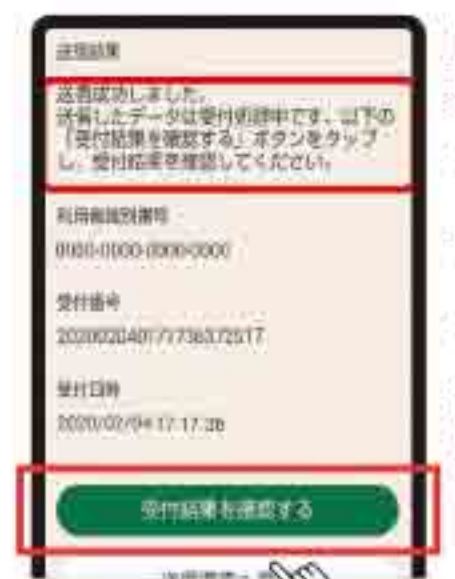 送信結果
送信成功しました。
送信したデータは受付処理中です。以下の
「受付結果を確認する」ボタンをタップ
し、受付結果を確認してください。
利用者識別番号
0000-0000-0000-0000
受付番号
受付日時
2020/02/04 17:17:28
受付結果を確認する